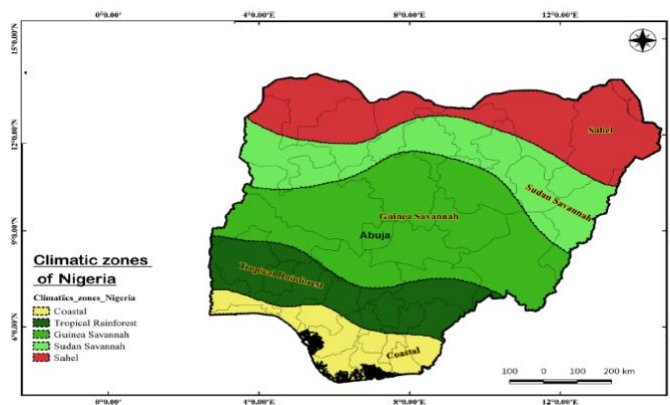 0°0.00' 4°0.00'E 8°0.00'E 12°0.00'E
15°0.00'N
12°0.00'N
9°0.00'N
6°0.00'N
Sahel
Sudan Savannah
Guinea Savannah
Abuja
Tropical Rainforest
Coastal
Climatic zones
of Nigeria
Climatics_zones_Nigeria
Coastal
Tropical Rainforest
Guinea Savannah
Sudan Savannah
Sahel
100 0 100 200 km
0°0.00' 4°0.00'E 8°0.00'E 12°0.00'E